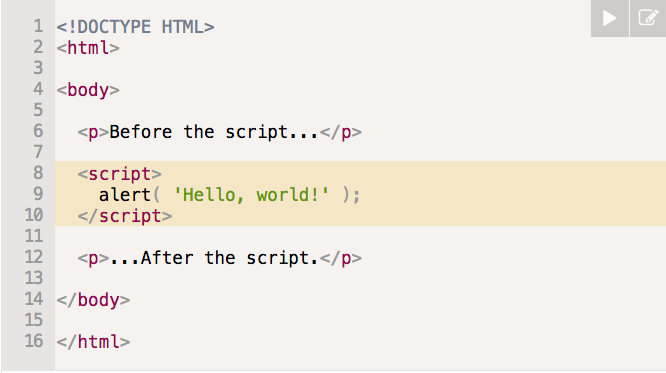 1 <!DOCTYPE HTML>
2 <html>
3
4 <body>
5
6   <p>Before the script...</p>
7
8   <script>
9     alert( 'Hello, world!' );
10   </script>
11
12   <p>...After the script.</p>
13
14 </body>
15
16 </html>